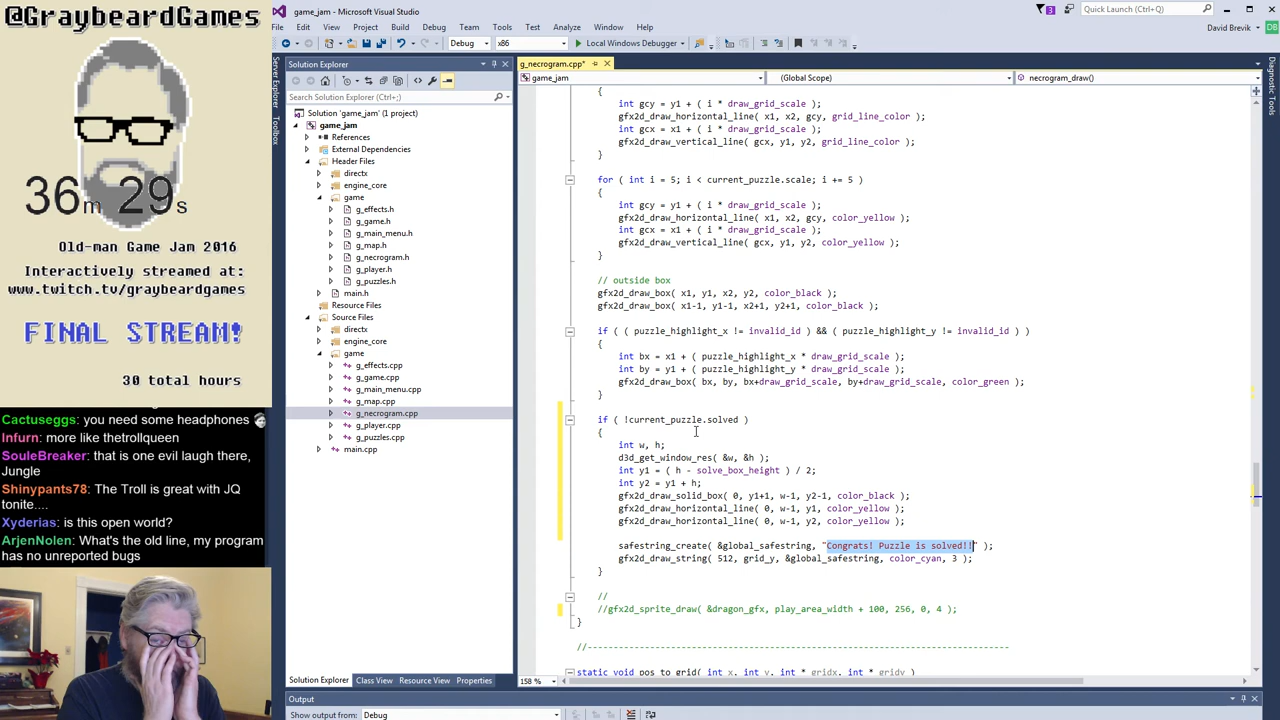 @GraybeardGames
36m 29s
Old-man Game Jam 2016
Interactively streamed at:
www.twitch.tv/graybeardgames
FINAL STREAM!
30 total hours
Cactuseggs: you need some headphones
Infurn: more like thetrollqueen
SouleBreaker: that is one evil laugh there, Jungle
Shinypants78: The Troll is great with JQ tonite....
Xyderias: is this open world?
ArjenNolen: What's the old line, my program has no unreported bugs
game_jam - Microsoft Visual Studio
3
Quick Launch (Ctrl+Q)
File Edit View Project Build Debug Team Tools Test Analyze Window Help
David Brevik DB
Debug x86 Local Windows Debugger
Server Explorer
Toolbox
Solution Explorer
Search Solution Explorer (Ctrl+;)
Solution 'game_jam' (1 project)
game_jam
References
External Dependencies
Header Files
directx
engine_core
game
g_effects.h
g_game.h
g_main_menu.h
g_map.h
g_necrogram.h
g_player.h
g_puzzles.h
main.h
Resource Files
Source Files
directx
engine_core
game
g_effects.cpp
g_game.cpp
g_main_menu.cpp
g_map.cpp
g_necrogram.cpp
g_player.cpp
g_puzzles.cpp
main.cpp
Solution Explorer Class View Resource View Properties
g_necrogram.cpp*
game_jam (Global Scope) necrogram_draw()
{
int gcy = y1 + ( i * draw_grid_scale );
gfx2d_draw_horizontal_line( x1, x2, gcy, grid_line_color );
int gcx = x1 + ( i * draw_grid_scale );
gfx2d_draw_vertical_line( gcx, y1, y2, grid_line_color );
}
for ( int i = 5; i < current_puzzle.scale; i += 5 )
{
int gcy = y1 + ( i * draw_grid_scale );
gfx2d_draw_horizontal_line( x1, x2, gcy, color_yellow );
int gcx = x1 + ( i * draw_grid_scale );
gfx2d_draw_vertical_line( gcx, y1, y2, color_yellow );
}
// outside box
gfx2d_draw_box( x1, y1, x2, y2, color_black );
gfx2d_draw_box( x1-1, y1-1, x2+1, y2+1, color_black );
if ( ( puzzle_highlight_x != invalid_id ) && ( puzzle_highlight_y != invalid_id ) )
{
int bx = x1 + ( puzzle_highlight_x * draw_grid_scale );
int by = y1 + ( puzzle_highlight_y * draw_grid_scale );
gfx2d_draw_box( bx, by, bx+draw_grid_scale, by+draw_grid_scale, color_green );
}
if ( !current_puzzle.solved )
{
int w, h;
d3d_get_window_res( &w, &h );
int y1 = ( h - solve_box_height ) / 2;
int y2 = y1 + h;
gfx2d_draw_solid_box( 0, y1+1, w-1, y2-1, color_black );
gfx2d_draw_horizontal_line( 0, w-1, y1, color_yellow );
gfx2d_draw_horizontal_line( 0, w-1, y2, color_yellow );
safestring_create( &global_safestring, "Congrats! Puzzle is solved!!" );
gfx2d_draw_string( 512, grid_y, &global_safestring, color_cyan, 3 );
}
//
//gfx2d_sprite_draw( &dragon_gfx, play_area_width + 100, 256, 0, 4 );
}
//
static void pos_to_grid( int x, int y, int * gridx, int * gridy )
158 %
Output
Show output from: Debug
Diagnostic Tools